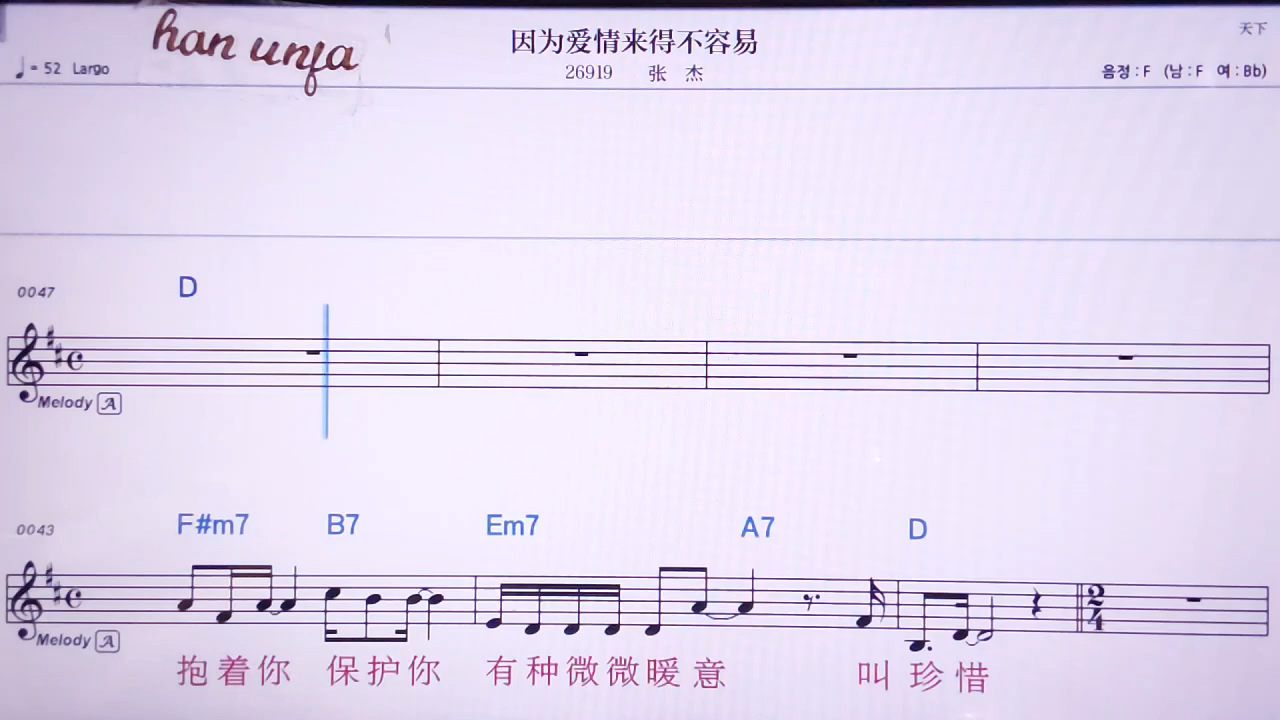 han unja
因为爱情来得不容易
天下
♩= 52 Largo
26919 张 杰
음정 : F (남 : F 여 : Bb)
0047
D
Melody A
0043
F#m7 B7 Em7 A7 D
2/4
Melody A
抱着你 保护你 有种微微暖意 叫珍惜